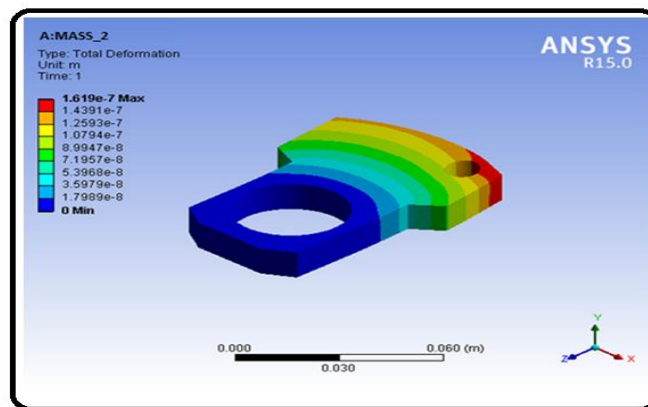 A:MASS_2
Type: Total Deformation
Unit: m
Time: 1
1.619e-7 Max
1.4391e-7
1.2593e-7
1.0794e-7
8.9947e-8
7.1957e-8
5.3968e-8
3.5979e-8
1.7989e-8
0 Min
ANSYS
R15.0
0.000
0.060 (m)
0.030
Y
Z
X